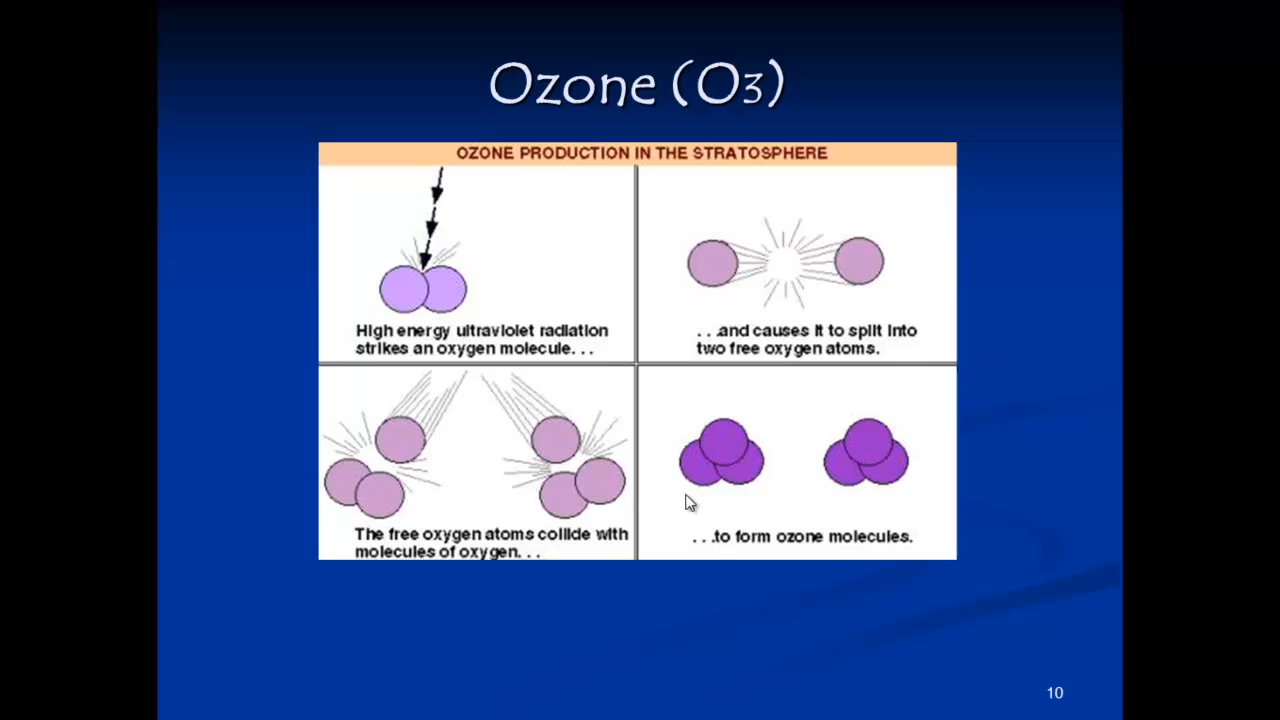 Ozone (O3)
OZONE PRODUCTION IN THE STRATOSPHERE
High energy ultraviolet radiation
strikes an oxygen molecule. . .
. . .and causes it to split into
two free oxygen atoms.
The free oxygen atoms collide with
molecules of oxygen. . .
. . .to form ozone molecules.
10